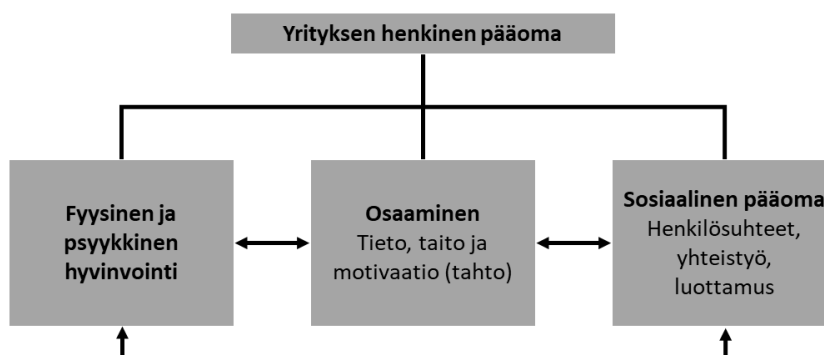 Yrityksen henkinen pääoma
Fyysinen ja
psyykkinen
hyvinvointi
Osaaminen
Tieto, taito ja
motivaatio (tahto)
Sosiaalinen pääoma
Henkilösuhteet,
yhteistyö,
luottamus